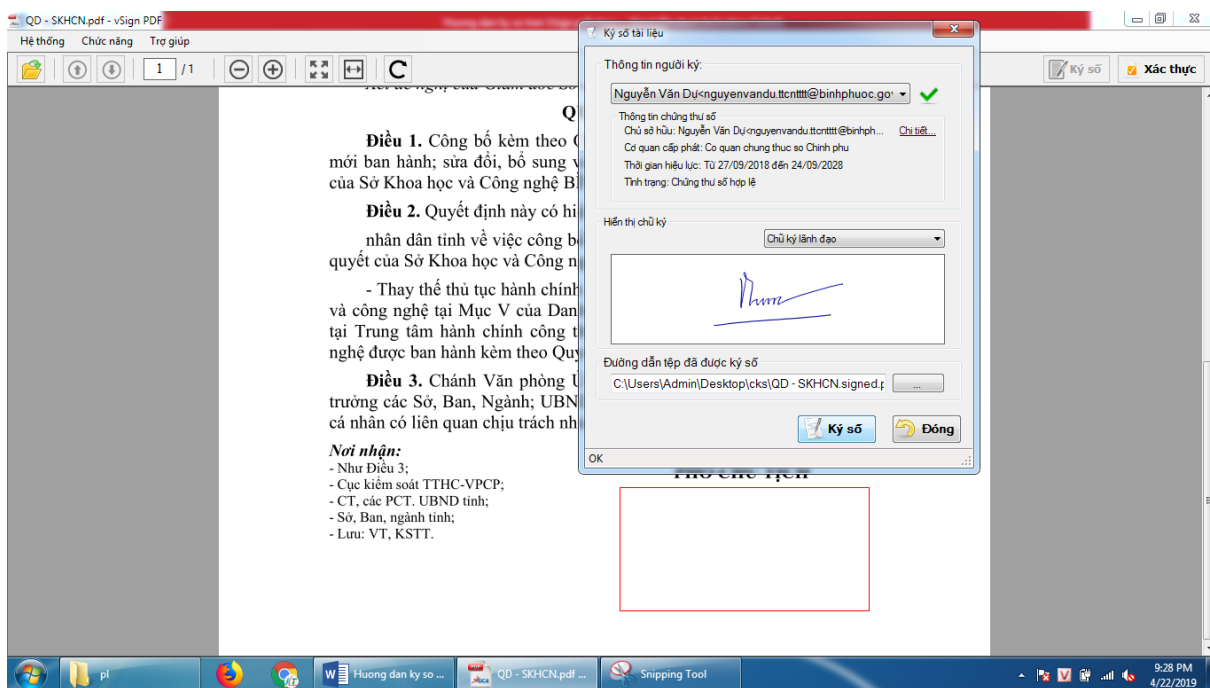 QD - SKHCN.pdf - vSign PDF
Hệ thống Chức năng Trợ giúp
1 /1
Ký số Xác thực
Q
Điều 1. Công bố kèm theo
mới ban hành; sửa đổi, bổ sung
của Sở Khoa học và Công nghệ
Điều 2. Quyết định này có
nhân dân tỉnh về việc công
quyết của Sở Khoa học và Công
- Thay thế thủ tục hành chính
và công nghệ tại Mục V của
tại Trung tâm hành chính công
nghệ được ban hành kèm theo
Điều 3. Chánh Văn phòng
trưởng các Sở, Ban, Ngành;
cá nhân có liên quan chịu trách
Nơi nhận:
- Như Điều 3;
- Cục kiểm soát TTHC-VPCP;
- CT, các PCT. UBND tỉnh;
- Sở, Ban, ngành tỉnh;
- Lưu: VT, KSTT.
Ký số tài liệu
Thông tin người ký:
Nguyễn Văn Dự<nguyenvandu.ttcntttt@binhphuoc.go
Thông tin chứng thư số
Chủ sở hữu: Nguyễn Văn Dự<nguyenvandu.ttcntttt@binhph... Chi tiết...
Cơ quan cấp phát: Co quan chung thuc so Chinh phu
Thời gian hiệu lực: Từ 27/09/2018 đến 24/09/2028
Tình trạng: Chứng thư số hợp lệ
Hiển thị chữ ký
Chữ ký lãnh đạo
Đường dẫn tệp đã được ký số
C:\Users\Admin\Desktop\cks\QD - SKHCN.signed.p ...
Ký số Đóng
OK
PHÓ CHỦ TỊCH
pl
Huong dan ky so ...
QD - SKHCN.pdf ...
Snipping Tool
9:28 PM
4/22/2019